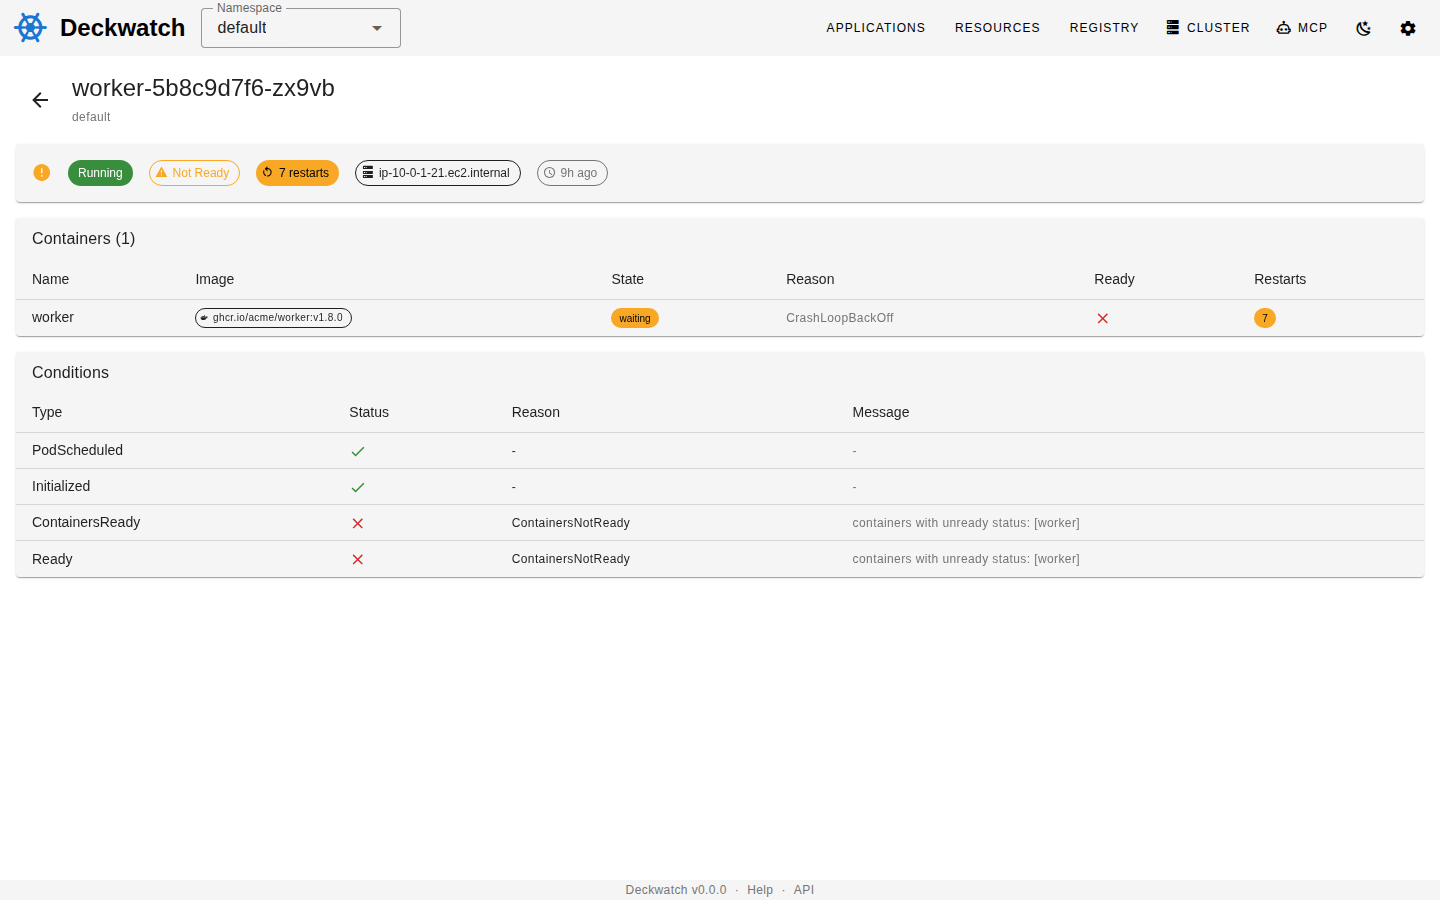 Deckwatch
Namespace
default
APPLICATIONS
RESOURCES
REGISTRY
CLUSTER
MCP
worker-5b8c9d7f6-zx9vb
default
Running
Not Ready
7 restarts
ip-10-0-1-21.ec2.internal
9h ago
Containers (1)
Name Image State Reason Ready Restarts
worker ghcr.io/acme/worker:v1.8.0 waiting CrashLoopBackOff 7
Conditions
Type Status Reason Message
PodScheduled - -
Initialized - -
ContainersReady ContainersNotReady containers with unready status: [worker]
Ready ContainersNotReady containers with unready status: [worker]
Deckwatch v0.0.0 · Help · API